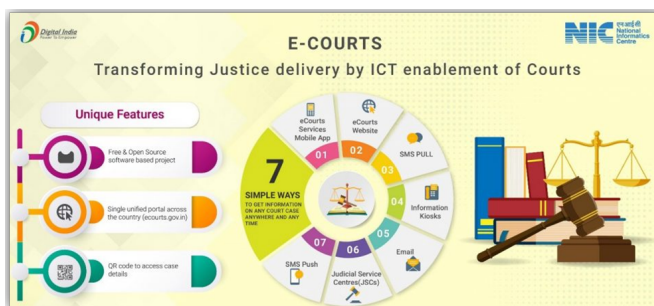 Digital India
Power To Empower
एन आई सी
NIC
National
Informatics
Centre
E-COURTS
Transforming Justice delivery by ICT enablement of Courts
Unique Features
Free & Open Source
software based project
Single unified portal across
the country (ecourts.gov.in)
QR code to access case
details
7
SIMPLE WAYS
TO GET INFORMATION
ON ANY COURT CASE
ANYWHERE AND ANY
TIME
eCourts
Services
Mobile App
01
eCourts
Website
02
SMS PULL
03
04
Information
Kiosks
05
Email
06
Judicial Service
Centres(JSCs)
07
SMS Push